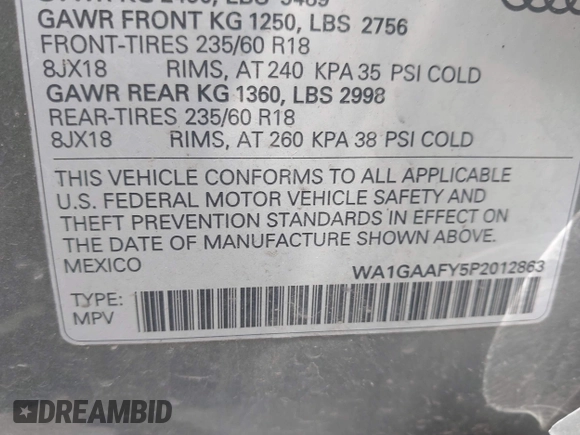 GAWR FRONT KG 1250, LBS 2756
FRONT-TIRES 235/60 R18
8JX18 RIMS, AT 240 KPA 35 PSI COLD
GAWR REAR KG 1360, LBS 2998
REAR-TIRES 235/60 R18
8JX18 RIMS, AT 260 KPA 38 PSI COLD
THIS VEHICLE CONFORMS TO ALL APPLICABLE
U.S. FEDERAL MOTOR VEHICLE SAFETY AND
THEFT PREVENTION STANDARDS IN EFFECT ON
THE DATE OF MANUFACTURE SHOWN ABOVE.
MEXICO WA1GAAFY5P2012863
TYPE:
MPV
DREAMBID